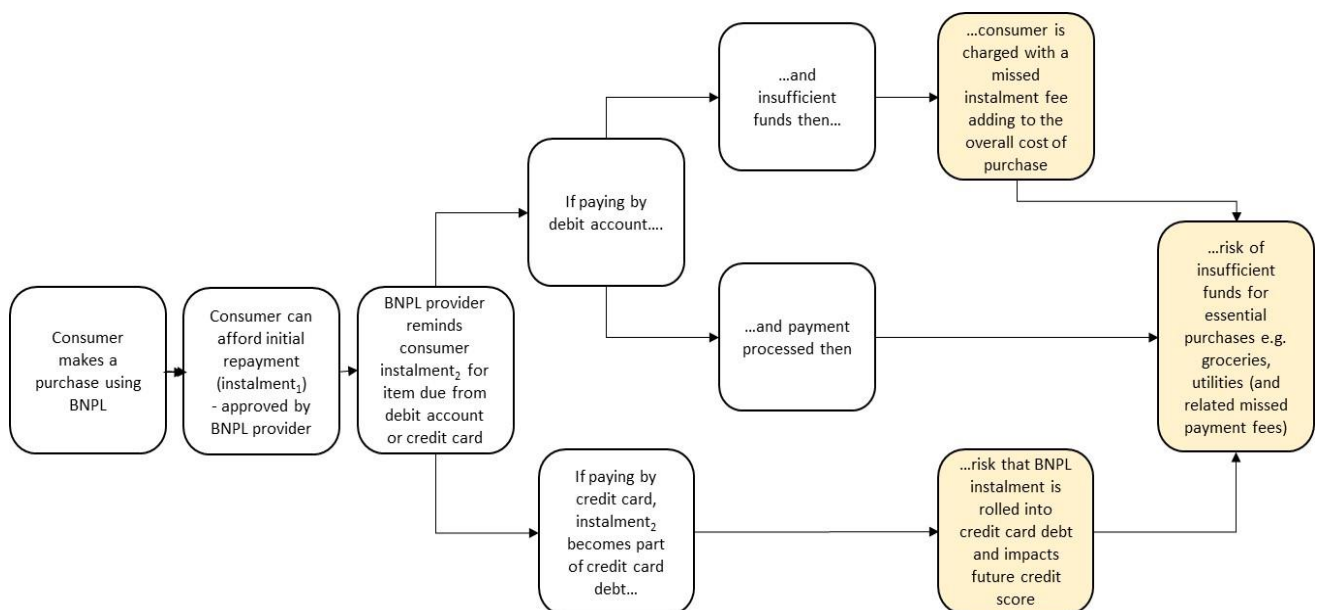 Consumer
makes a
purchase using
BNPL
Consumer can
afford initial
repayment
(instalment₁)
- approved by
BNPL provider
BNPL provider
reminds
consumer
instalment₂ for
item due from
debit account
or credit card
If paying by
debit account....
...and
insufficient
funds then...
...consumer is
charged with a
missed
instalment fee
adding to the
overall cost of
purchase
...and payment
processed then
If paying by
credit card,
instalment₂
becomes part
of credit card
debt...
...risk that BNPL
instalment is
rolled into
credit card debt
and impacts
future credit
score
...risk of
insufficient
funds for
essential
purchases e.g.
groceries,
utilities (and
related missed
payment fees)